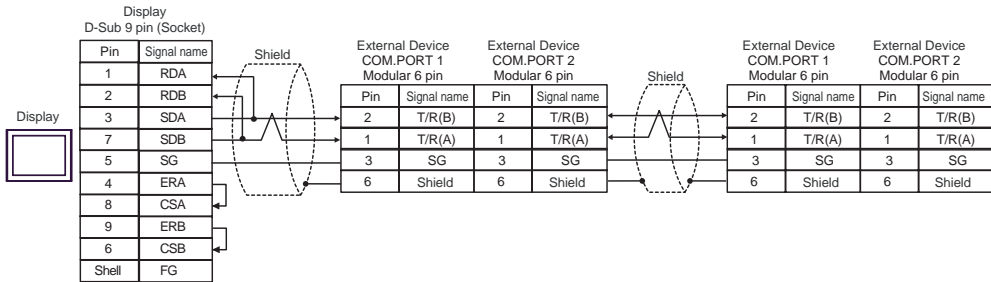 Display
D-Sub 9 pin (Socket)
Pin Signal name
1 RDA
2 RDB
3 SDA
7 SDB
5 SG
4 ERA
8 CSA
9 ERB
6 CSB
Shell FG
Display
Shield
External Device
COM.PORT 1
Modular 6 pin
External Device
COM.PORT 2
Modular 6 pin
Pin Signal name Pin Signal name
2 T/R(B) 2 T/R(B)
1 T/R(A) 1 T/R(A)
3 SG 3 SG
6 Shield 6 Shield
Shield
External Device
COM.PORT 1
Modular 6 pin
External Device
COM.PORT 2
Modular 6 pin
Pin Signal name Pin Signal name
2 T/R(B) 2 T/R(B)
1 T/R(A) 1 T/R(A)
3 SG 3 SG
6 Shield 6 Shield